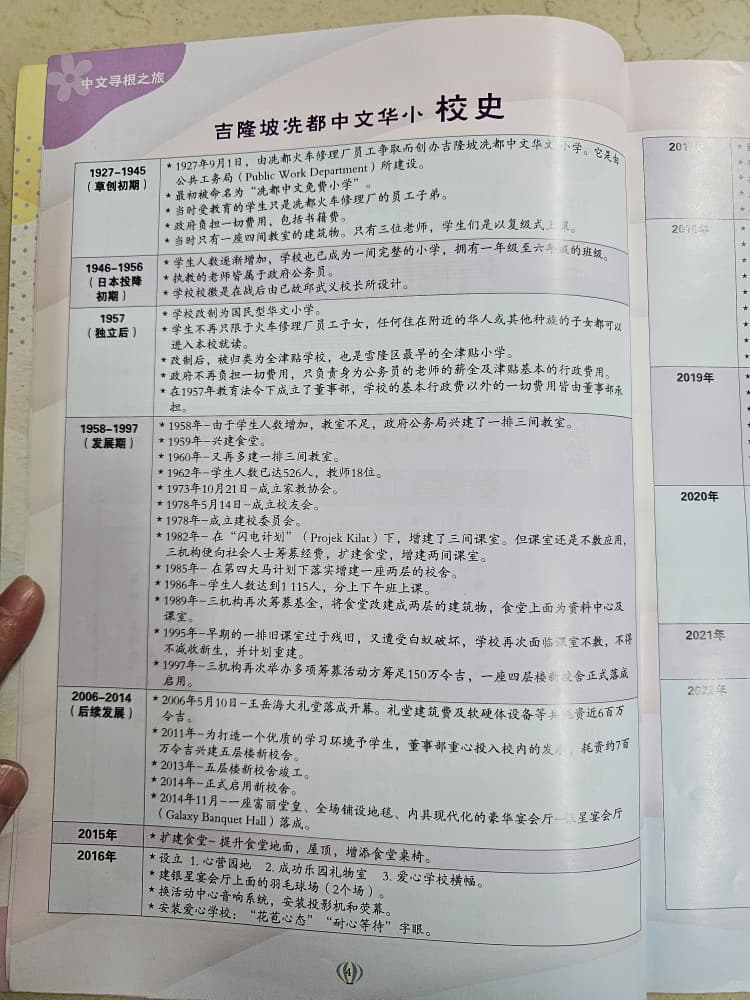 中文寻根之旅
吉隆坡冼都中文华小 校史
1927-1945
（草创初期）
★ 1927年9月1日，由冼都火车修理厂员工争取而创办吉隆坡冼都中文华文小学。它是由
公共工务局（Public Work Department）所建设。
★ 最初被命名为“冼都中文免费小学”。
★ 当时受教育的学生只是冼都火车修理厂的员工子弟。
★ 政府负担一切费用，包括书籍费。
★ 当时只有一座四间教室的建筑物。只有三位老师，学生们是以复级式上课。
1946-1956
（日本投降
初期）
★ 学生人数逐渐增加，学校也已成为一间完整的小学，拥有一年级至六年级的班级。
★ 执教的老师皆属于政府公务员。
★ 学校校徽是在战后由已故邱武义校长所设计。
1957
（独立后）
★ 学校改制为国民型华文小学。
★ 学生不再只限于火车修理厂员工子女，任何住在附近的华人或其他种族的子女都可以
进入本校就读。
★ 改制后，被归类为全津贴学校，也是雪隆区最早的全津贴小学。
★ 政府不再负担一切费用，只负责身为公务员的老师的薪金及津贴基本的行政费用。
★ 在1957年教育法令下成立了董事部，学校的基本行政费以外的一切费用皆由董事部承
担。
1958-1997
（发展期）
★ 1958年-由于学生人数增加，教室不足，政府公务局兴建了一排三间教室。
★ 1959年-兴建食堂。
★ 1960年-又再多建一排三间教室。
★ 1962年-学生人数已达526人，教师18位。
★ 1973年10月21日-成立家教协会。
★ 1978年5月14日-成立校友会。
★ 1978年-成立建校委员会。
★ 1982年- 在“闪电计划”（Projek Kilat）下，增建了三间课室。但课室还是不敷应用，
三机构便向社会人士筹募经费，扩建食堂，增建两间课室。
★ 1985年- 在第四大马计划下落实增建一座两层的校舍。
★ 1986年-学生人数达到1 115人，分上下午班上课。
★ 1989年-三机构再次筹募基金，将食堂改建成两层的建筑物，食堂上面为资料中心及
课室。
★ 1995年-早期的一排旧课室过于残旧，又遭受白蚁破坏，学校再次面临课室不敷，不得
不减收新生，并计划重建。
★ 1997年-三机构再次举办多项筹募活动方筹足150万令吉，一座四层楼新校舍正式落成
启用。
2006-2014
（后续发展）
★ 2006年5月10日-王岳海大礼堂落成开幕。礼堂建筑费及软硬体设备等共耗资近6百万
令吉。
★ 2011年-为打造一个优质的学习环境予学生，董事部重心投入校内的发展，耗资约7百
万令吉兴建五层楼新校舍。
★ 2013年-五层楼新校舍竣工。
★ 2014年-正式启用新校舍。
★ 2014年11月-一座富丽堂皇、全场铺设地毯、内具现代化的豪华宴会厅-银星宴会厅
（Galaxy Banquet Hall）落成。
2015年
★ 扩建食堂-提升食堂地面，屋顶，增添食堂桌椅。
2016年
★ 设立 1. 心营园地 2. 成功乐园礼物室 3. 爱心学校横幅。
★ 建银星宴会厅上面的羽毛球场（2个场）。
★ 换活动中心音响系统，安装投影机和荧幕。
★ 安装爱心学校：“花苞心态”“耐心等待”字眼。
4
2018年
2019年
2020年
2021年
2022年